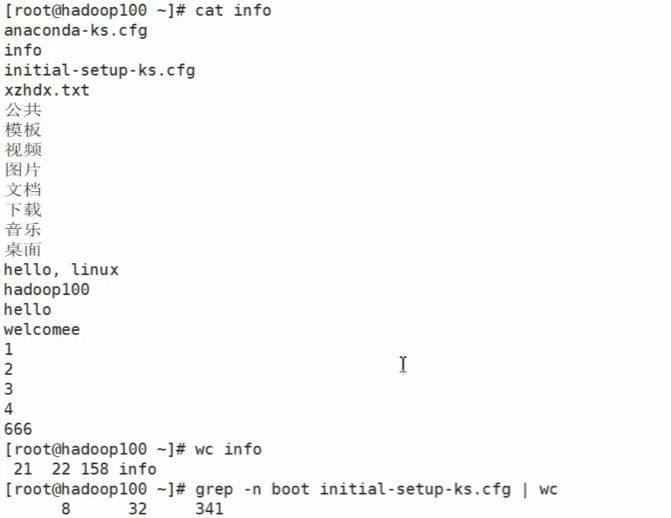 [root@hadoop100 ~]# cat info
anaconda-ks.cfg
info
initial-setup-ks.cfg
xzhdx.txt
公共
模板
视频
图片
文档
下载
音乐
桌面
hello, linux
hadoop100
hello
welcomee
1
2
3
4
666
[root@hadoop100 ~]# wc info
 21  22 158 info
[root@hadoop100 ~]# grep -n boot initial-setup-ks.cfg | wc
      8      32     341